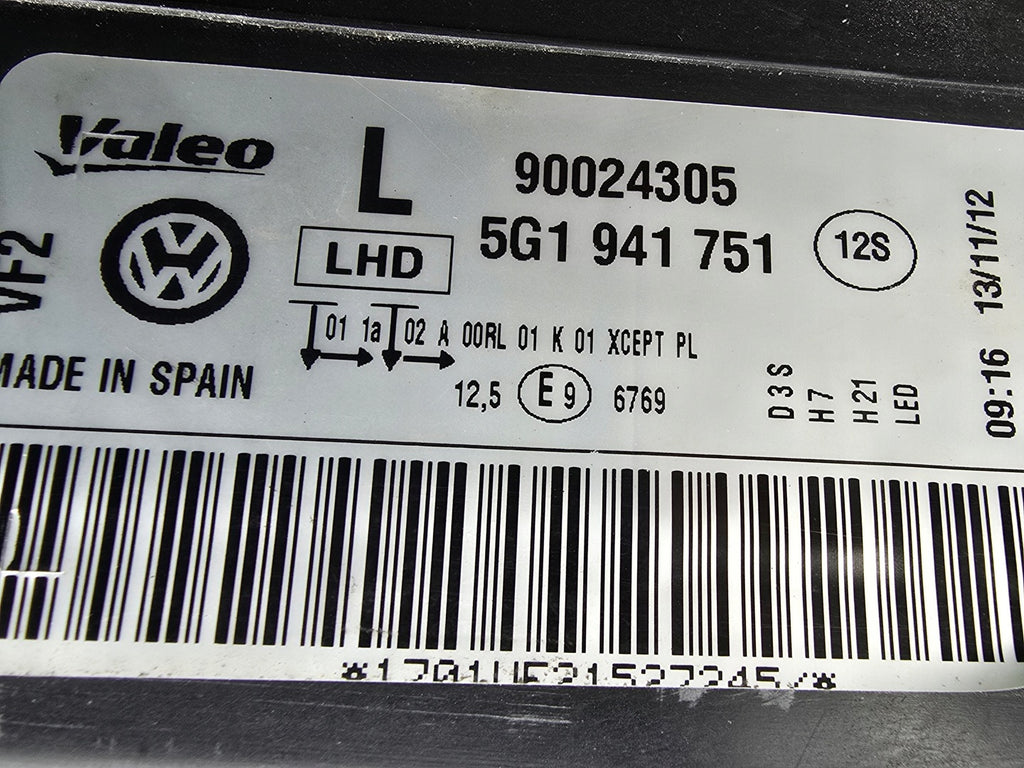 Valeo
L
90024305
5G1 941 751
12S
LHD
VF2
01 1a 02 A 00RL 01 K 01 XCEPT PL
12,5 E9 6769
MADE IN SPAIN
D3S
H7
H21
LED
09:16 13/11/12